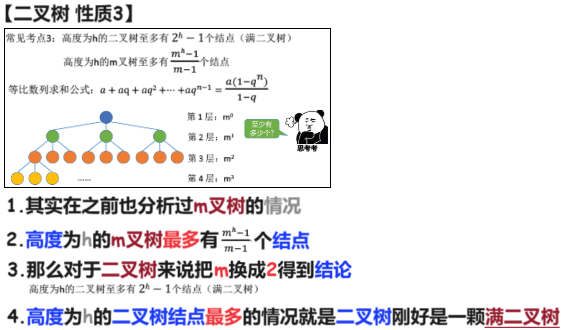 【二叉树 性质3】
常见考点3：高度为h的二叉树至多有 2^h − 1个结点（满二叉树）
高度为h的m叉树至多有 (m^h−1)/(m−1) 个结点
等比数列求和公式：a + aq + aq^2 + ⋯ + aq^(n−1) = a(1−q^n)/(1−q)
第 1 层：m^0
第 2 层：m^1
第 3 层：m^2
第 4 层：m^3
……
至少有
多少个？
思考考
1.其实在之前也分析过m叉树的情况
2.高度为h的m叉树最多有 (m^h−1)/(m−1) 个结点
3.那么对于二叉树来说把m换成2得到结论
高度为h的二叉树至多有 2^h − 1个结点（满二叉树）
4.高度为h的二叉树结点最多的情况就是二叉树刚好是一颗满二叉树